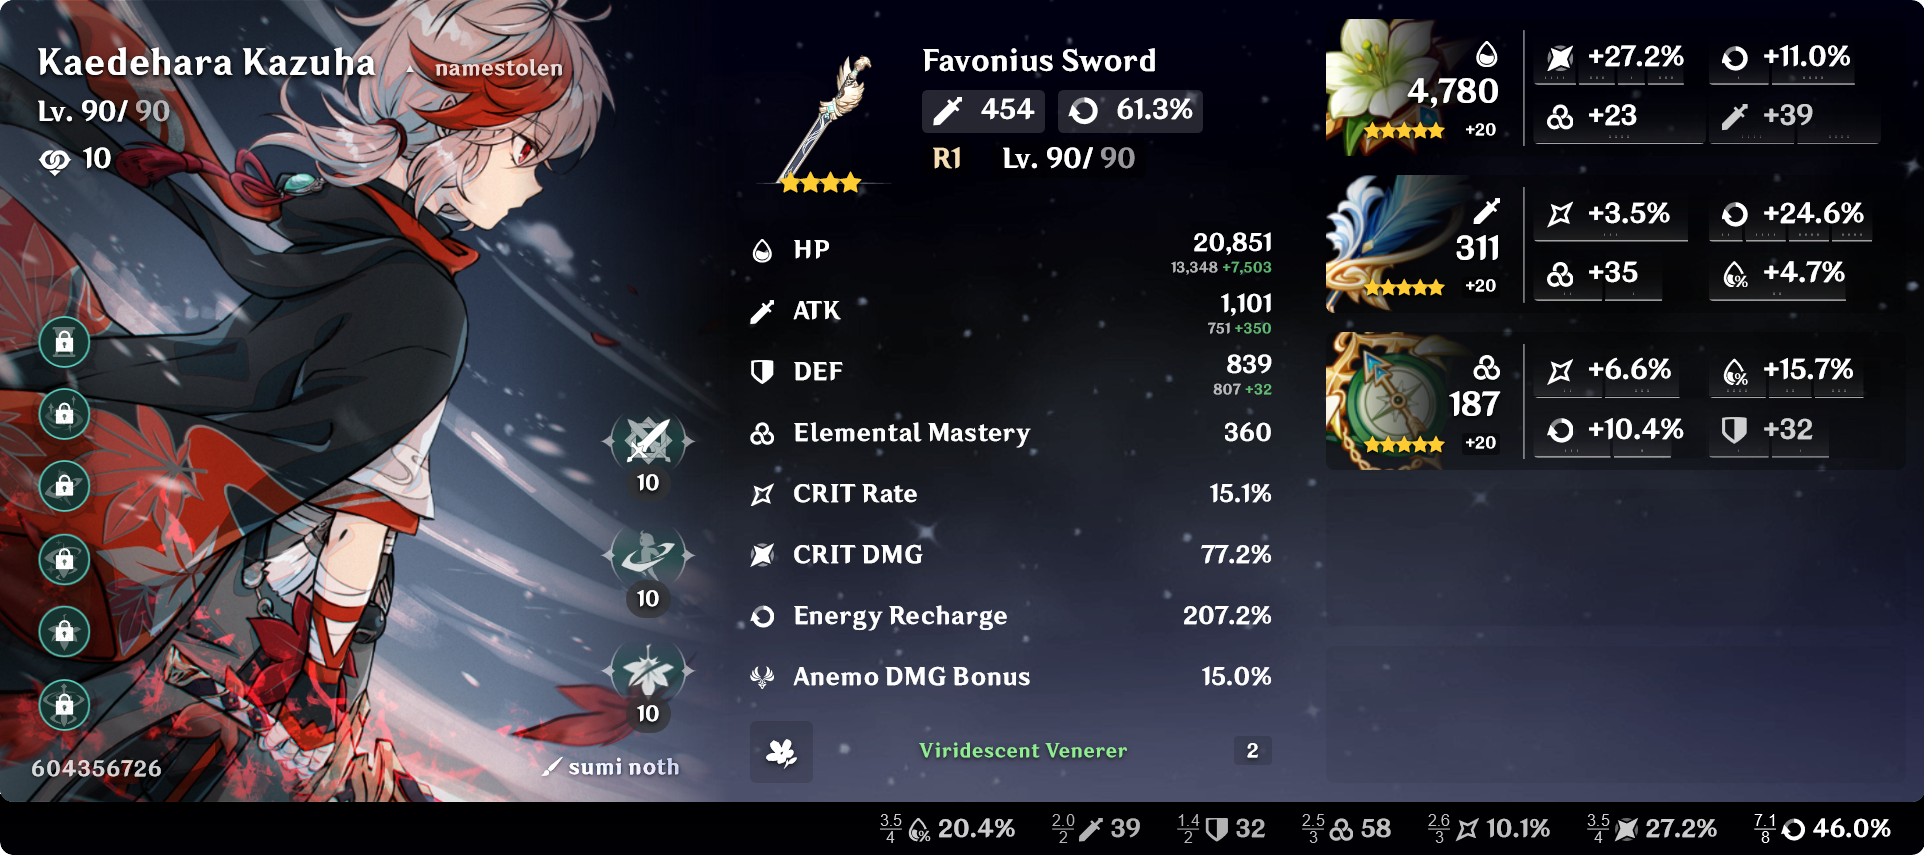 Kaedehara Kazuha namestolen
Lv. 90/ 90
10
10
10
10
604356726
sumi noth
Favonius Sword
454 61.3%
R1 Lv. 90/ 90
HP 20,851
13,348 +7,503
ATK 1,101
751 +350
DEF 839
807 +32
Elemental Mastery 360
CRIT Rate 15.1%
CRIT DMG 77.2%
Energy Recharge 207.2%
Anemo DMG Bonus 15.0%
Viridescent Venerer 2
4,780
+20
+27.2% +11.0%
+23 +39
311
+20
+3.5% +24.6%
+35 +4.7%
187
+20
+6.6% +15.7%
+10.4% +32
3.5 4 % 20.4% 2.0 2 39 1.4 2 32 2.5 3 58 2.6 3 10.1% 3.5 4 27.2% 7.1 8 46.0%